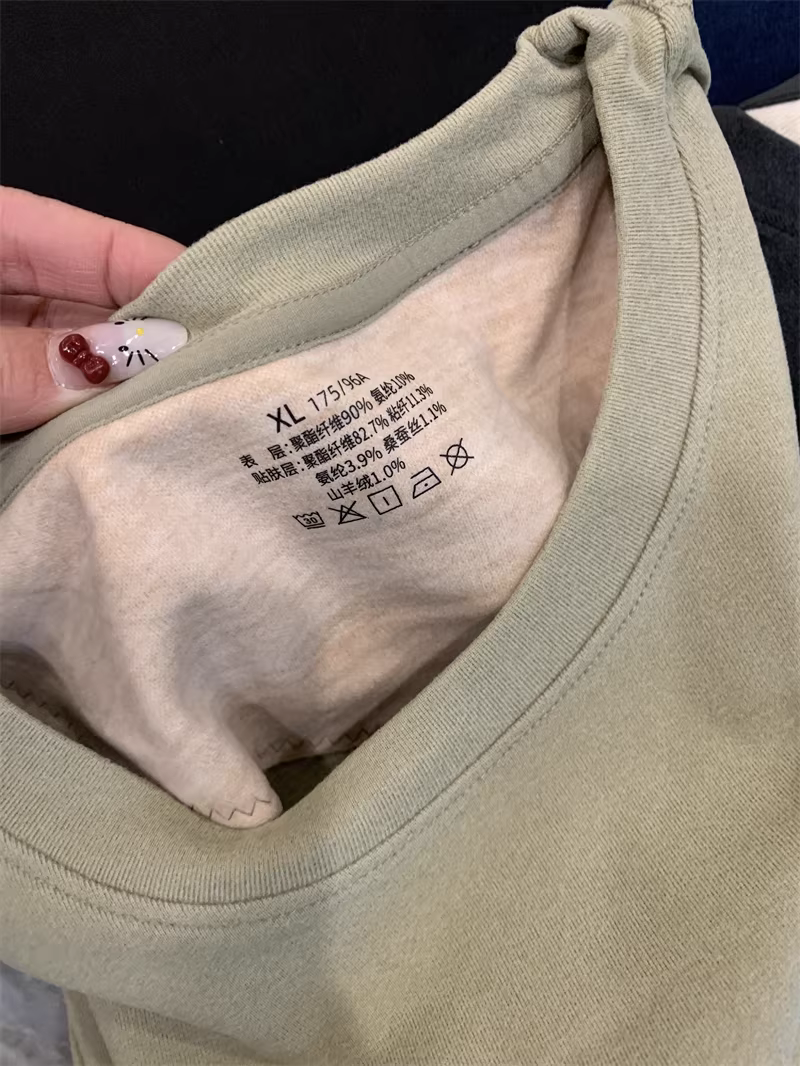 XL 175/96A
表 层:聚酯纤维90% 氨纶10%
贴肤层:聚酯纤维82.7% 粘纤11.3%
氨纶3.9% 桑蚕丝1.1%
山羊绒1.0%
30